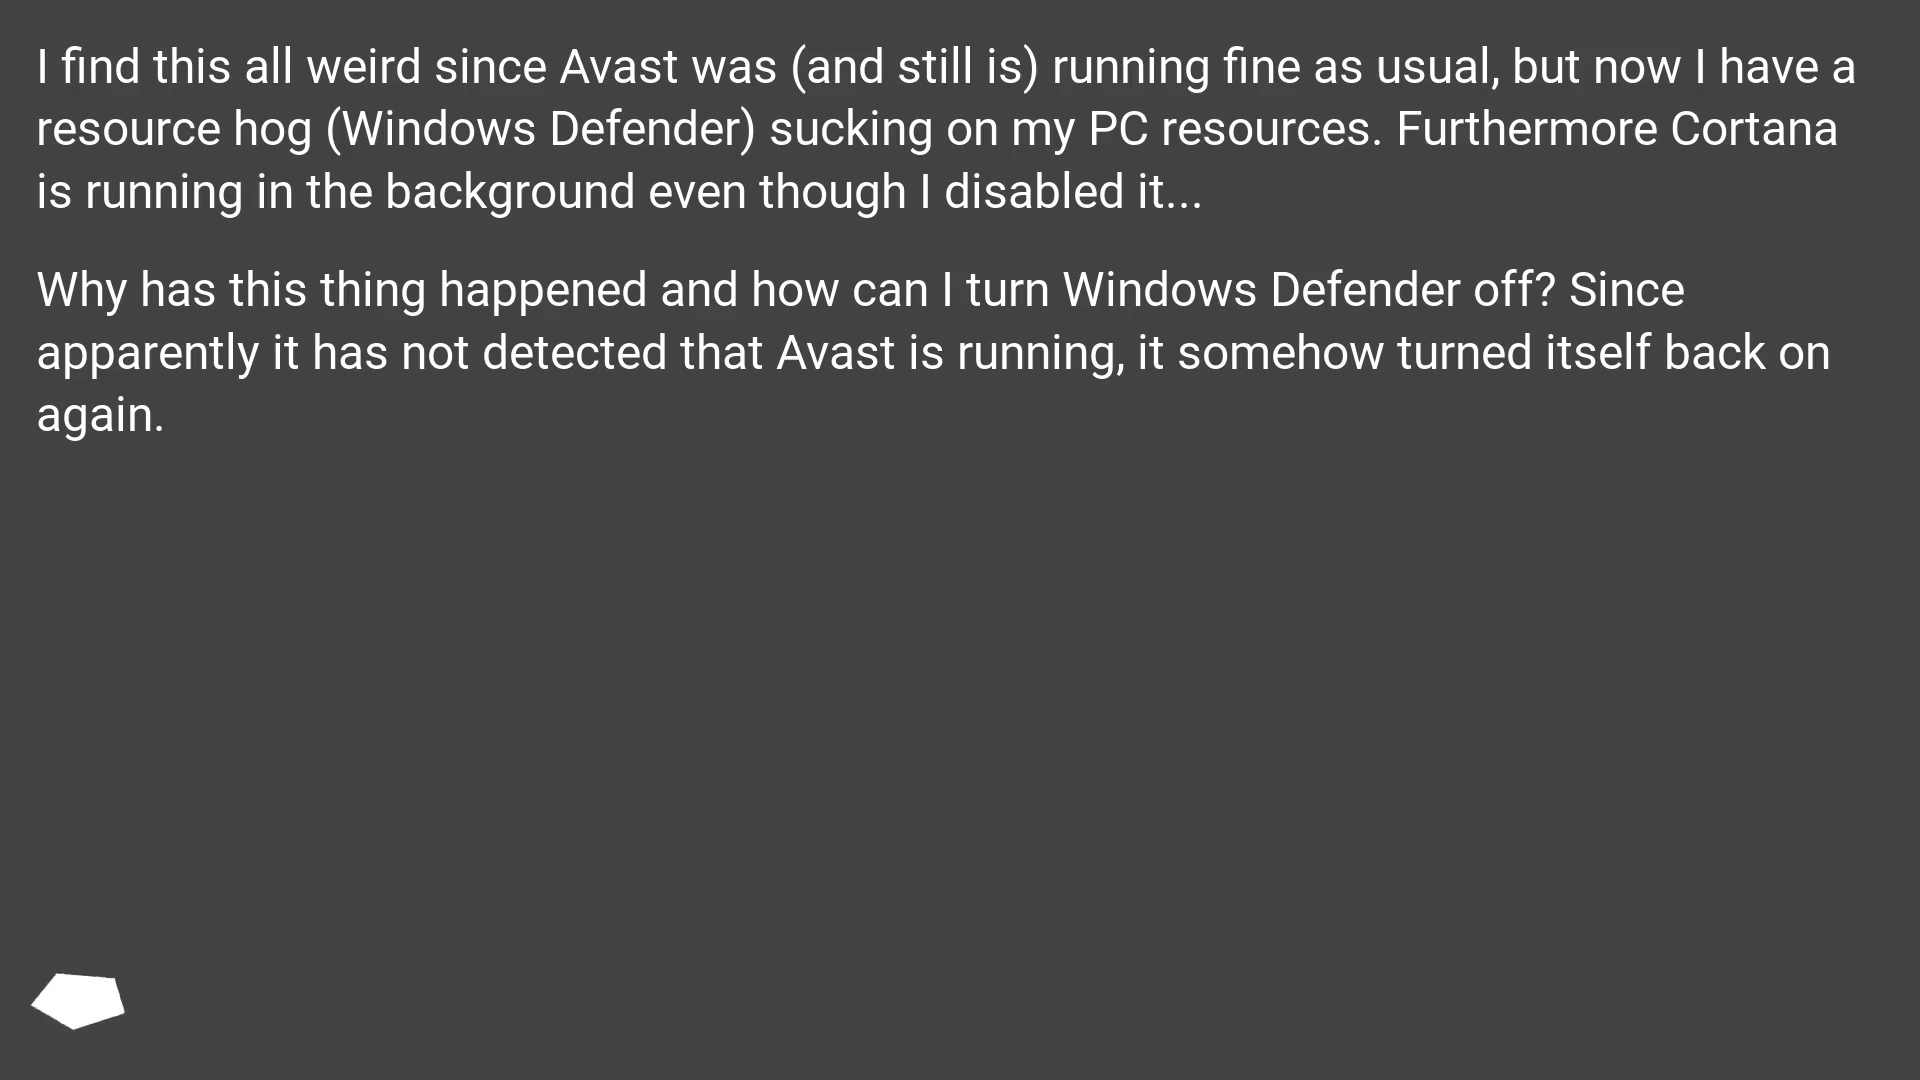 I find this all weird since Avast was (and still is) running fine as usual, but now I have a
resource hog (Windows Defender) sucking on my PC resources. Furthermore Cortana
is running in the background even though I disabled it...
Why has this thing happened and how can I turn Windows Defender off? Since
apparently it has not detected that Avast is running, it somehow turned itself back on
again.